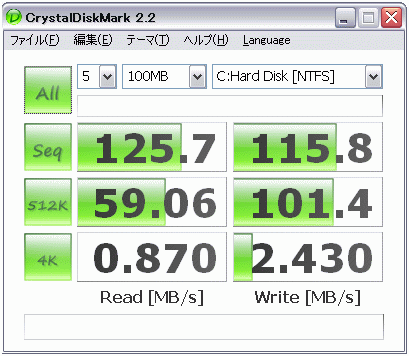 CrystalDiskMark 2.2
ファイル(F) 編集(E) テーマ(T) ヘルプ(H) Language
All 5 100MB C:Hard Disk [NTFS]
Seq 125.7 115.8
512K 59.06 101.4
4K 0.870 2.430
Read [MB/s] Write [MB/s]